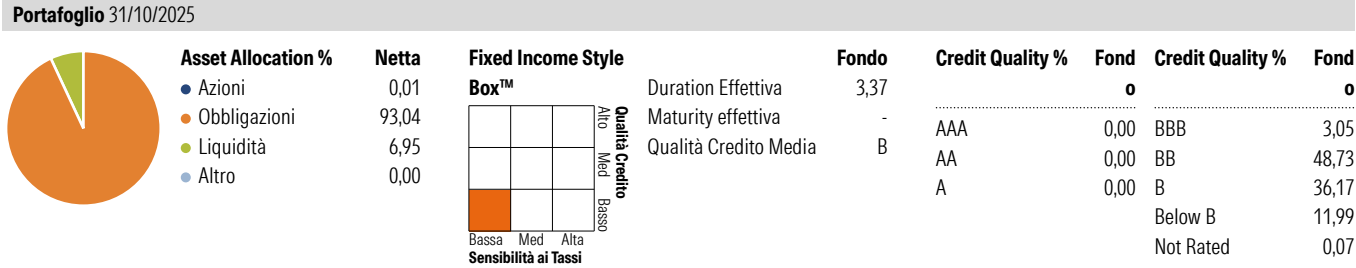 Portafoglio 31/10/2025
Asset Allocation % Netta
Azioni 0,01
Obbligazioni 93,04
Liquidità 6,95
Altro 0,00
Fixed Income Style
Box™
Alto Med Basso
Qualità Credito
Bassa Med Alta
Sensibilità ai Tassi
Fondo
Duration Effettiva 3,37
Maturity effettiva -
Qualità Credito Media B
Credit Quality % Fond
o
AAA 0,00
AA 0,00
A 0,00
Credit Quality % Fond
o
BBB 3,05
BB 48,73
B 36,17
Below B 11,99
Not Rated 0,07